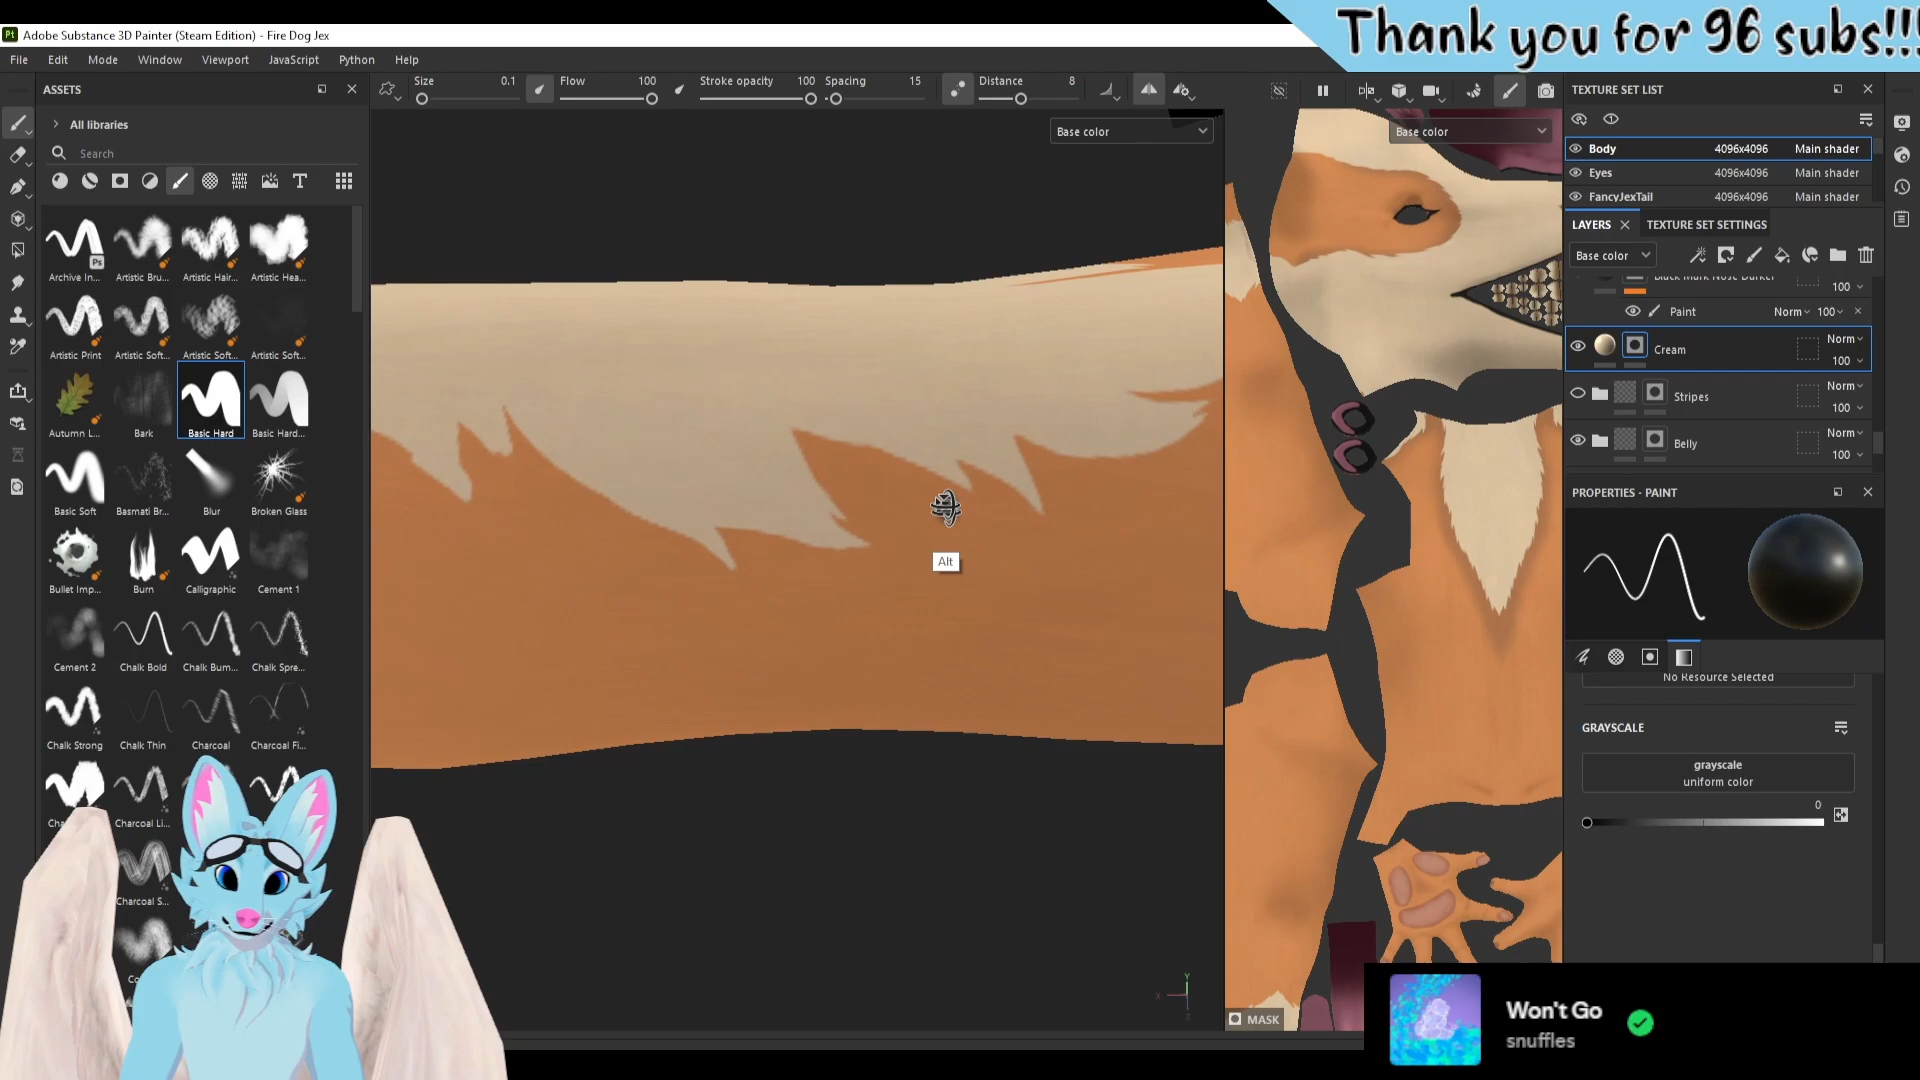 Thank you for 96 subs!!!
Adobe Substance 3D Painter (Steam Edition) - Fire Dog Jex
File Edit Mode Window Viewport JavaScript Python Help
ASSETS
Size 0.1 Flow 100 Stroke opacity 100 Spacing 15 Distance 8
All libraries
Search
Base color
Base color
Archive In... Artistic Bru... Artistic Hair... Artistic Hea...
Ps
Artistic Print Artistic Soft... Artistic Soft... Artistic Soft...
Autumn L... Bark Basic Hard Basic Hard...
Basic Soft Basmati Br... Blur Broken Glass
Bullet Imp... Burn Calligraphic Cement 1
Cement 2 Chalk Bold Chalk Bum... Chalk Spre...
Chalk Strong Chalk Thin Charcoal Charcoal Fi...
Charcoal Li...
Charcoal S...
Alt
Y
X
Z
MASK
TEXTURE SET LIST
Body 4096x4096 Main shader
Eyes 4096x4096 Main shader
FancyJexTail 4096x4096 Main shader
LAYERS TEXTURE SET SETTINGS
Base color
Black Mark Nose Darker
100
Paint Norm 100
Cream Norm
100
Stripes Norm
100
Belly Norm
100
PROPERTIES - PAINT
No Resource Selected
GRAYSCALE
grayscale
uniform color
0
Won't Go
snuffles